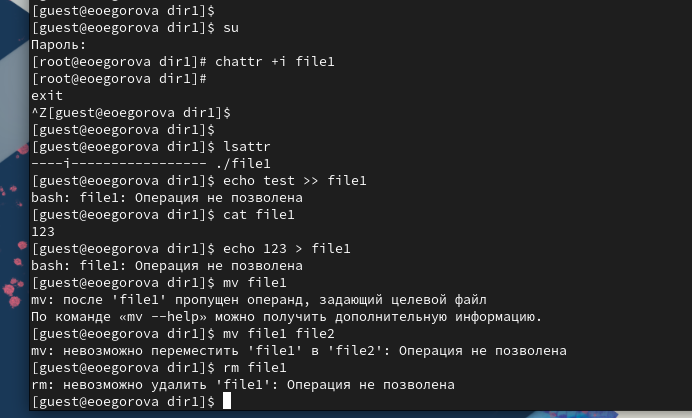 [guest@eoegorova dir1]$
[guest@eoegorova dir1]$ su
Пароль:
[root@eoegorova dir1]# chattr +i file1
[root@eoegorova dir1]#
exit
^Z[guest@eoegorova dir1]$
[guest@eoegorova dir1]$
[guest@eoegorova dir1]$ lsattr
----i----------------- ./file1
[guest@eoegorova dir1]$ echo test >> file1
bash: file1: Операция не позволена
[guest@eoegorova dir1]$ cat file1
123
[guest@eoegorova dir1]$ echo 123 > file1
bash: file1: Операция не позволена
[guest@eoegorova dir1]$ mv file1
mv: после 'file1' пропущен операнд, задающий целевой файл
По команде «mv --help» можно получить дополнительную информацию.
[guest@eoegorova dir1]$ mv file1 file2
mv: невозможно переместить 'file1' в 'file2': Операция не позволена
[guest@eoegorova dir1]$ rm file1
rm: невозможно удалить 'file1': Операция не позволена
[guest@eoegorova dir1]$